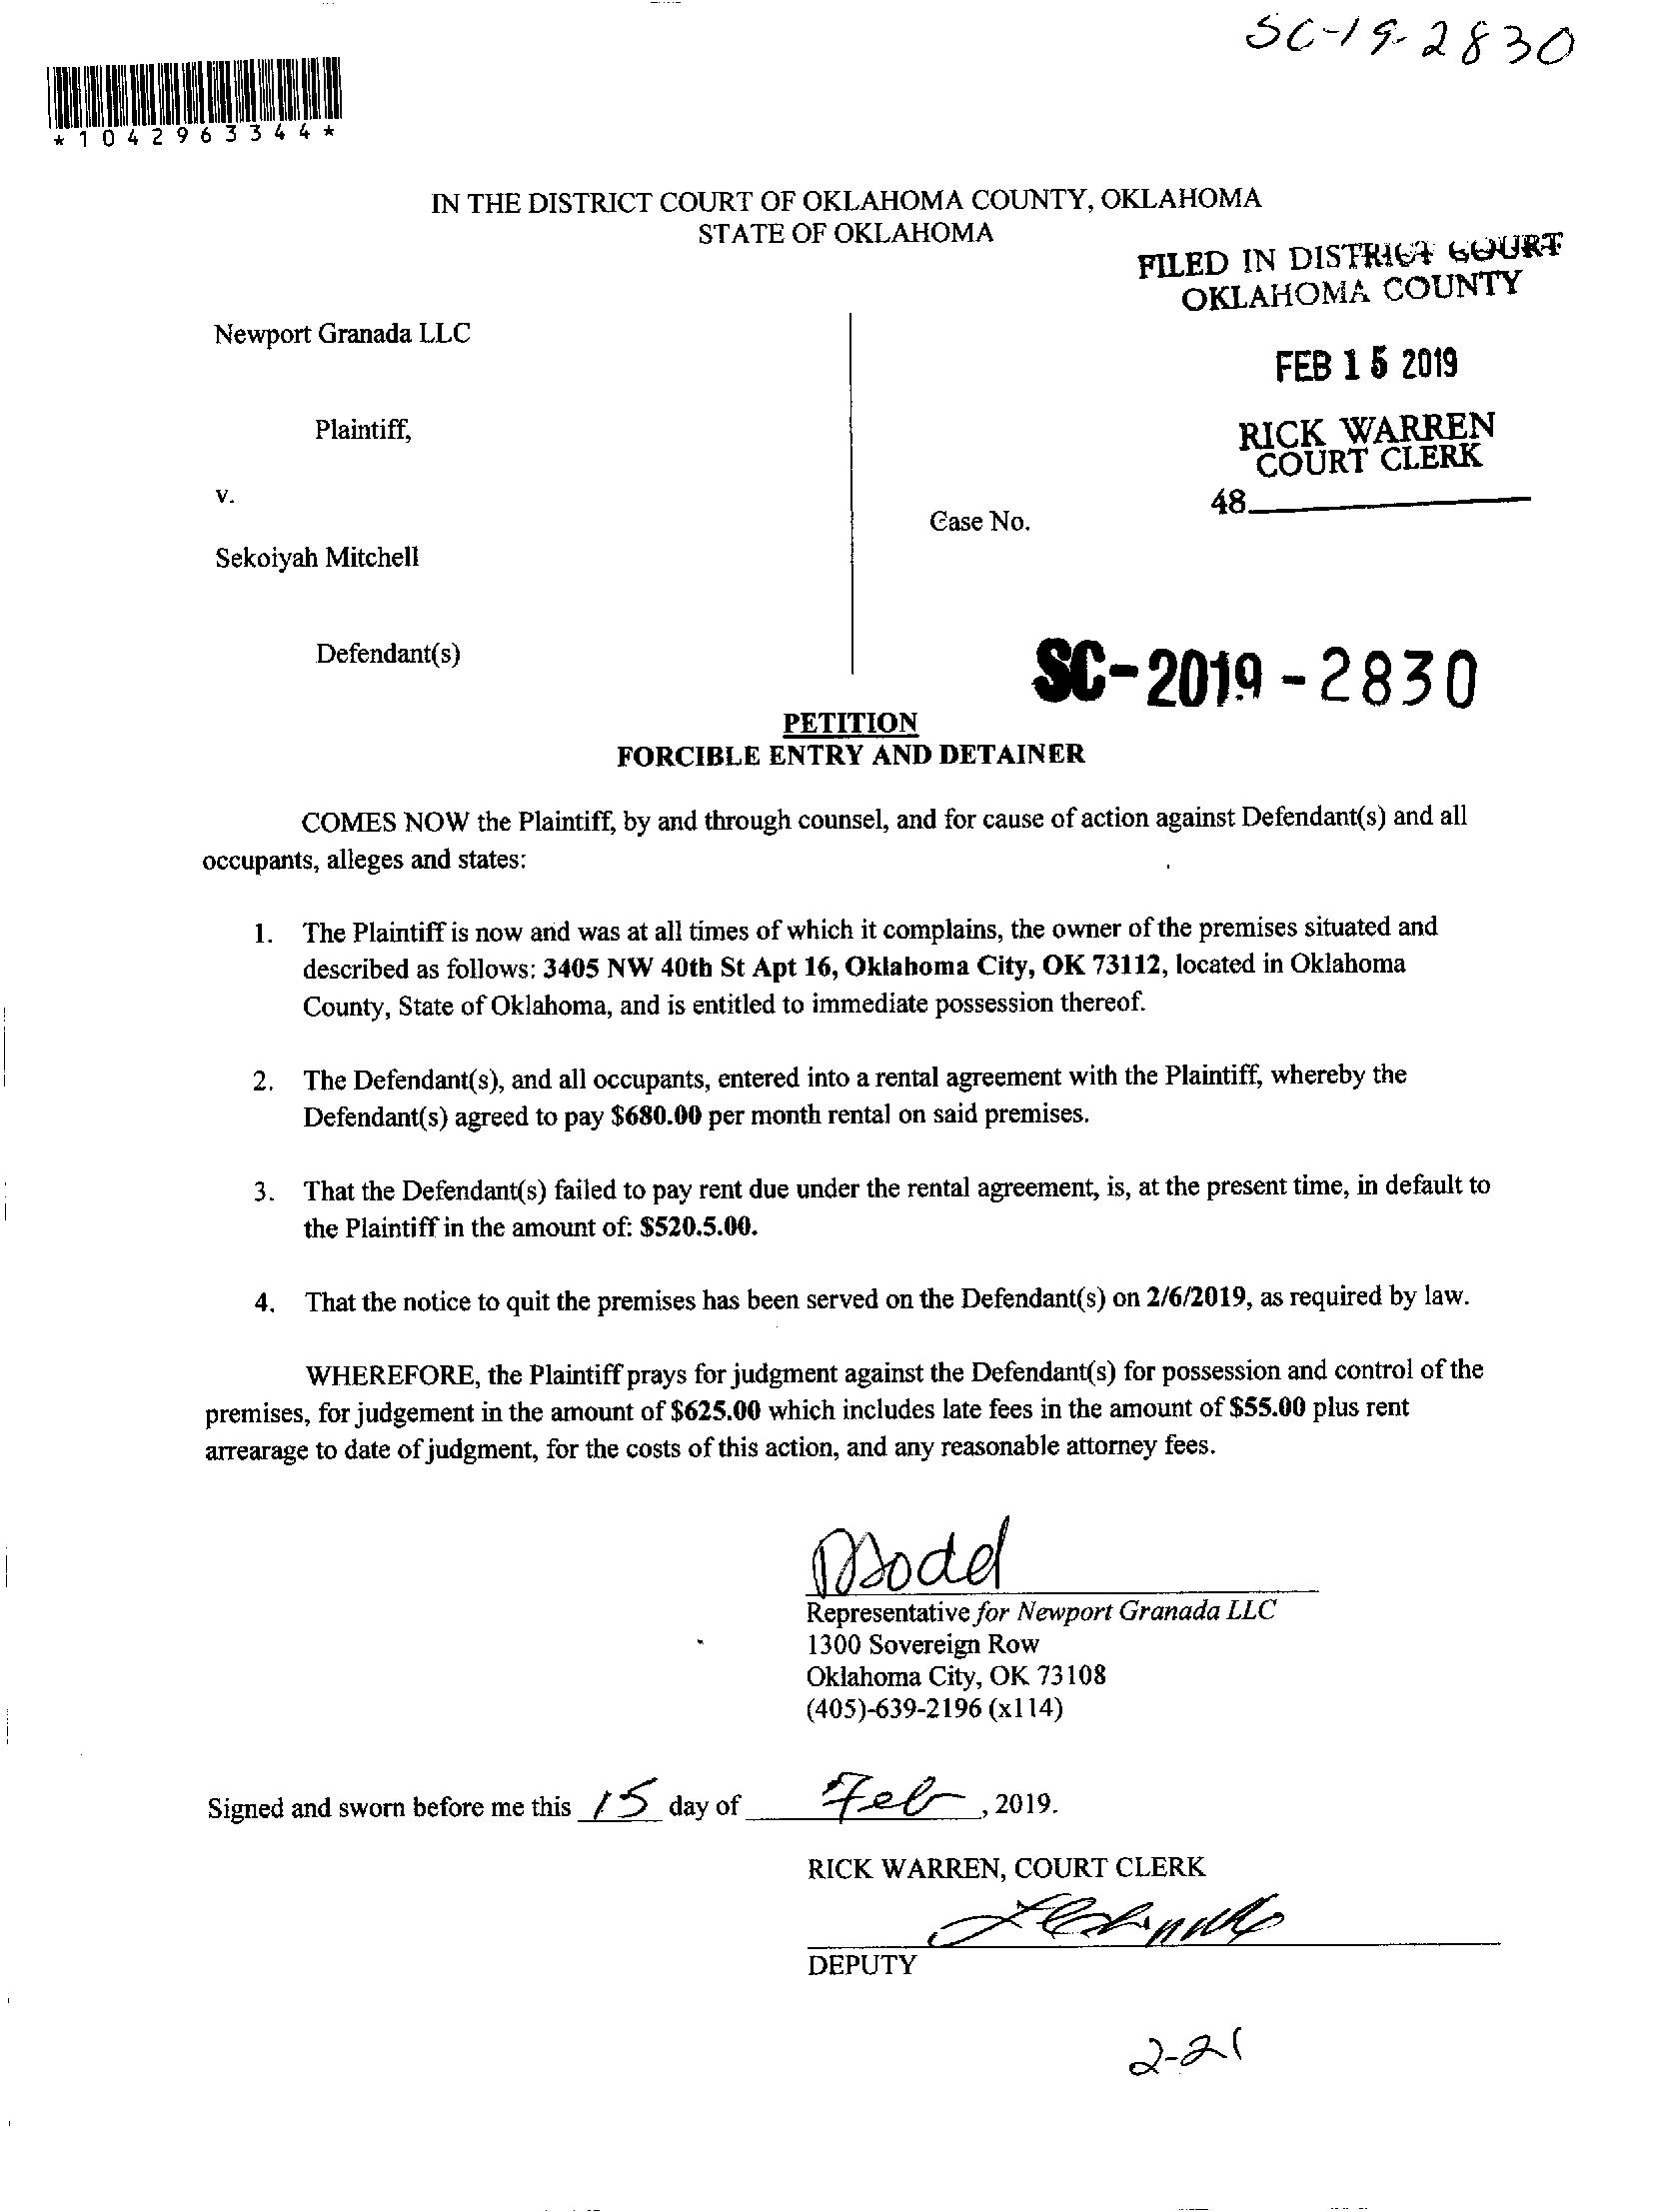 SC-19-2830
*1042963344*
IN THE DISTRICT COURT OF OKLAHOMA COUNTY, OKLAHOMA
STATE OF OKLAHOMA
FILED IN DISTRICT COURT
OKLAHOMA COUNTY
Newport Granada LLC
FEB 15 2019
Plaintiff,
RICK WARREN
COURT CLERK
v.
48
Case No.
Sekoiyah Mitchell
Defendant(s)
SC-2019-2830
PETITION
FORCIBLE ENTRY AND DETAINER
COMES NOW the Plaintiff, by and through counsel, and for cause of action against Defendant(s) and all
occupants, alleges and states:
1. The Plaintiff is now and was at all times of which it complains, the owner of the premises situated and
described as follows: 3405 NW 40th St Apt 16, Oklahoma City, OK 73112, located in Oklahoma
County, State of Oklahoma, and is entitled to immediate possession thereof.
2. The Defendant(s), and all occupants, entered into a rental agreement with the Plaintiff, whereby the
Defendant(s) agreed to pay $680.00 per month rental on said premises.
3. That the Defendant(s) failed to pay rent due under the rental agreement, is, at the present time, in default to
the Plaintiff in the amount of: $520.5.00.
4. That the notice to quit the premises has been served on the Defendant(s) on 2/6/2019, as required by law.
WHEREFORE, the Plaintiff prays for judgment against the Defendant(s) for possession and control of the
premises, for judgement in the amount of $625.00 which includes late fees in the amount of $55.00 plus rent
arrearage to date of judgment, for the costs of this action, and any reasonable attorney fees.
Representative for Newport Granada LLC
1300 Sovereign Row
Oklahoma City, OK 73108
(405)-639-2196 (x114)
Signed and sworn before me this 15 day of Feb, 2019.
RICK WARREN, COURT CLERK
DEPUTY
2-21